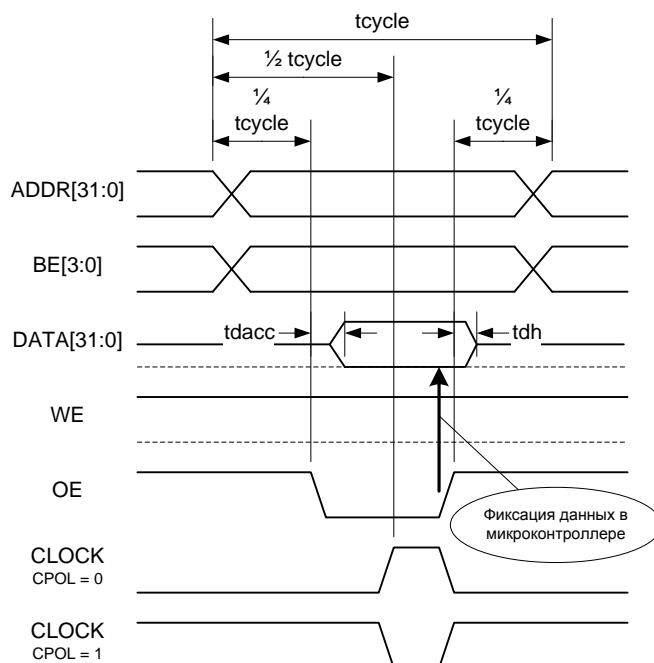 tcycle
½ tcycle
¼
tcycle
¼
tcycle
ADDR[31:0]
BE[3:0]
DATA[31:0]
tdacc
tdh
WE
OE
Фиксация данных в
микроконтроллере
CLOCK
CPOL = 0
CLOCK
CPOL = 1